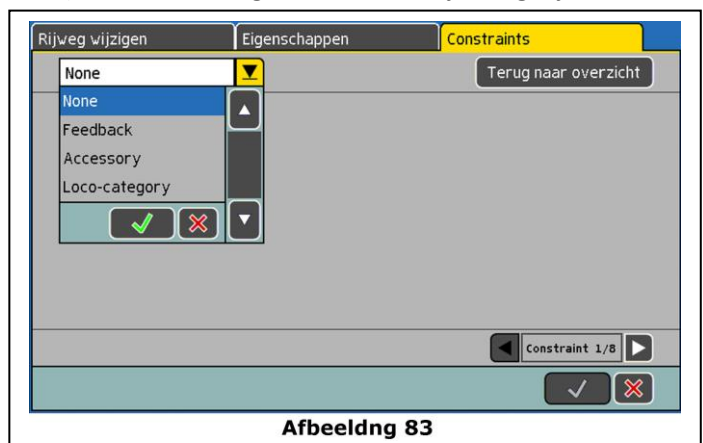 Rijweg wijzigen Eigenschappen Constraints
None Terug naar overzicht
None
Feedback
Accessory
Loco-category
Constraint 1/8
Afbeeldng 83